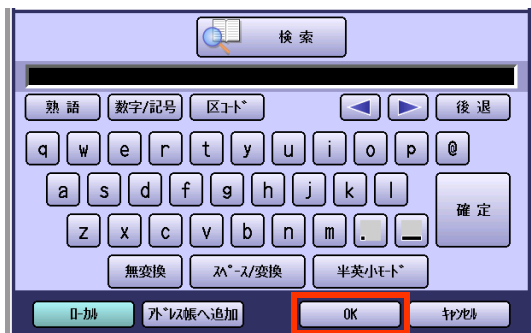 検 索
熟 語 数字/記号 区ｺｰﾄﾞ 後 退
q w e r t y u i o p @
a s d f g h j k l
確 定
z x c v b n m . _
無変換 ｽﾍﾟｰｽ/変換 半英小ﾓｰﾄﾞ
ﾛｰｶﾙ ｱﾄﾞﾚｽ帳へ追加 OK ｷｬﾝｾﾙ